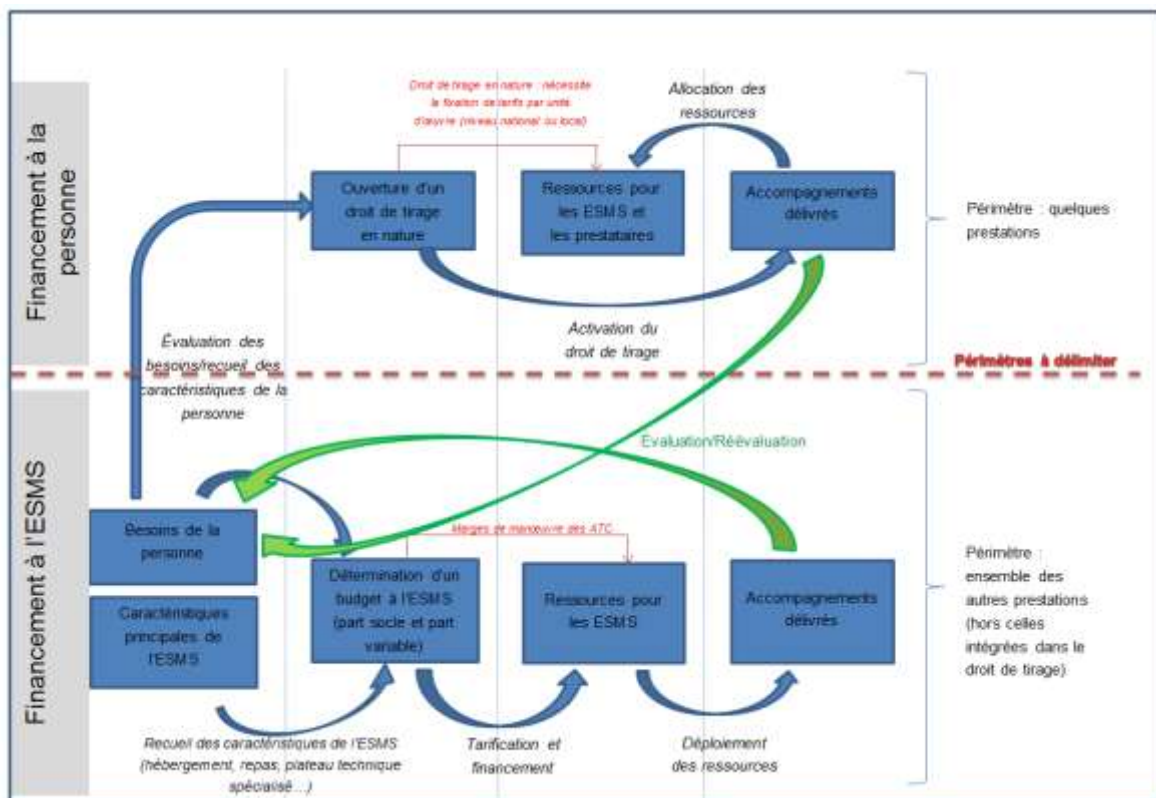 Financement à la
personne
Droit de tirage en nature : nécessite
la fixation de tarifs par unité
d'œuvre (niveau national ou local)
Allocation des
ressources
Ouverture d'un
droit de tirage
en nature
Ressources pour
les ESMS et
les prestataires
Accompagnements
délivrés
Périmètre : quelques
prestations
Activation du
droit de tirage
Évaluation des
besoins/recueil des
caractéristiques de la
personne
Périmètres à délimiter
Financement à l'ESMS
Evaluation/Réévaluation
Besoins de la
personne
Caractéristiques
principales de
l'ESMS
Marges de manœuvre des ATC
Détermination d'un
budget à l'ESMS
(part socle et part
variable)
Ressources pour
les ESMS
Accompagnements
délivrés
Périmètre :
ensemble des
autres prestations
(hors celles
intégrées dans le
droit de tirage)
Recueil des caractéristiques de l'ESMS
(hébergement, repas, plateau technique
spécialisé…)
Tarification et
financement
Déploiement
des ressources